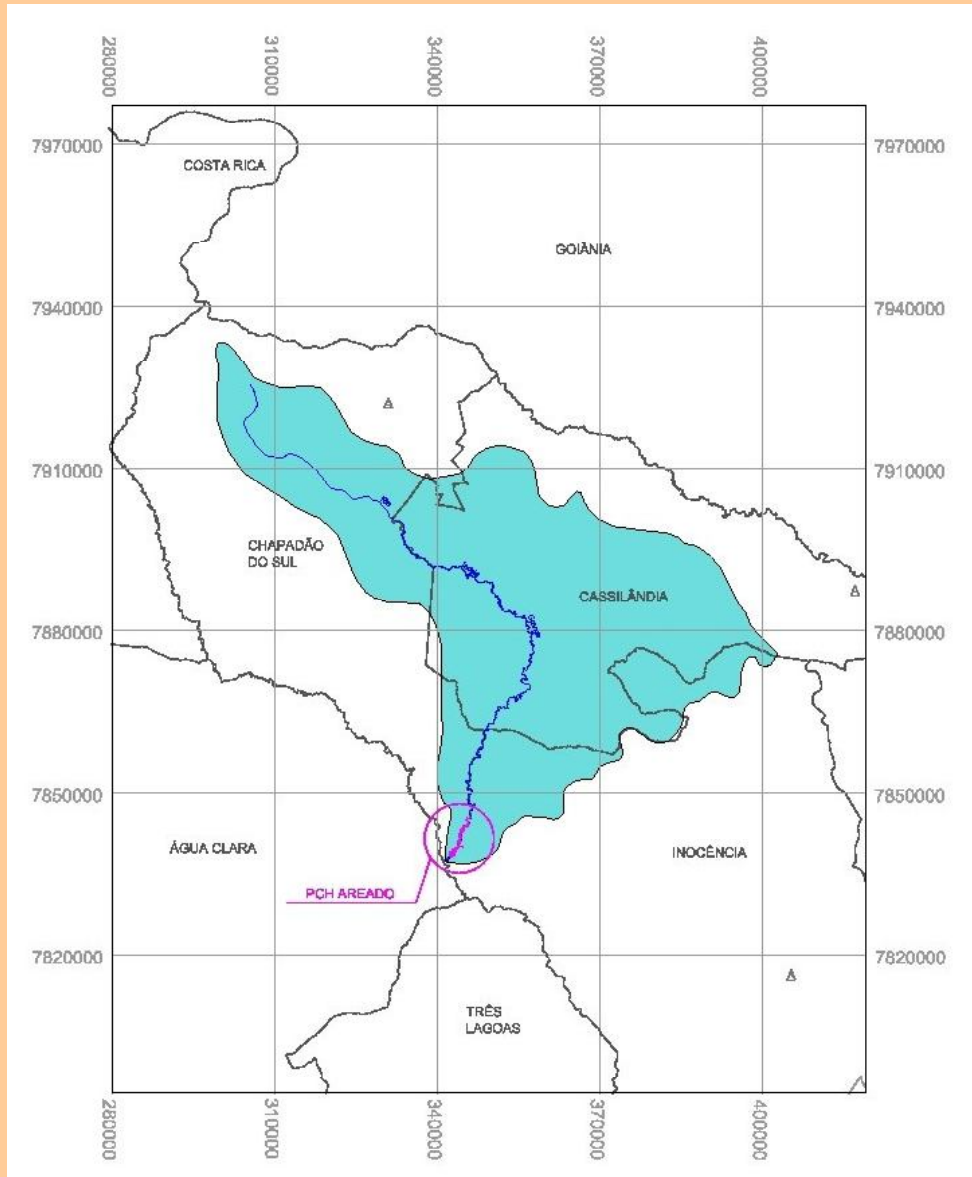 280000
310000
340000
370000
400000
7970000
7970000
COSTA RICA
GOIÂNIA
7940000
7940000
7910000
7910000
CHAPADÃO
DO SUL
CASSILÂNDIA
7880000
7880000
7850000
7850000
ÁGUA CLARA
INOCÊNCIA
PCH AREADO
7820000
7820000
TRÊS
LAGOAS
280000
310000
340000
370000
400000